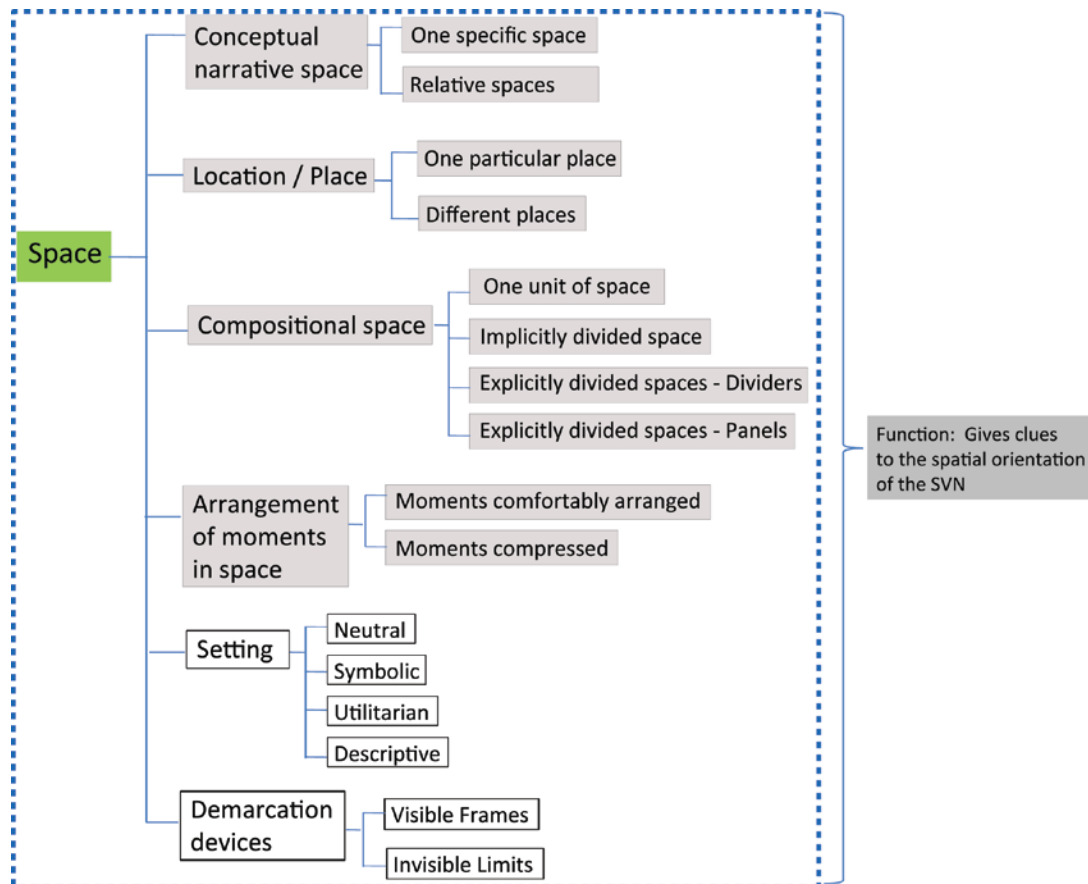 Space
Conceptual
narrative space
One specific space
Relative spaces
Location / Place
One particular place
Different places
Compositional space
One unit of space
Implicitly divided space
Explicitly divided spaces - Dividers
Explicitly divided spaces - Panels
Arrangement
of moments
in space
Moments comfortably arranged
Moments compressed
Setting
Neutral
Symbolic
Utilitarian
Descriptive
Demarcation
devices
Visible Frames
Invisible Limits
Function: Gives clues
to the spatial orientation
of the SVN